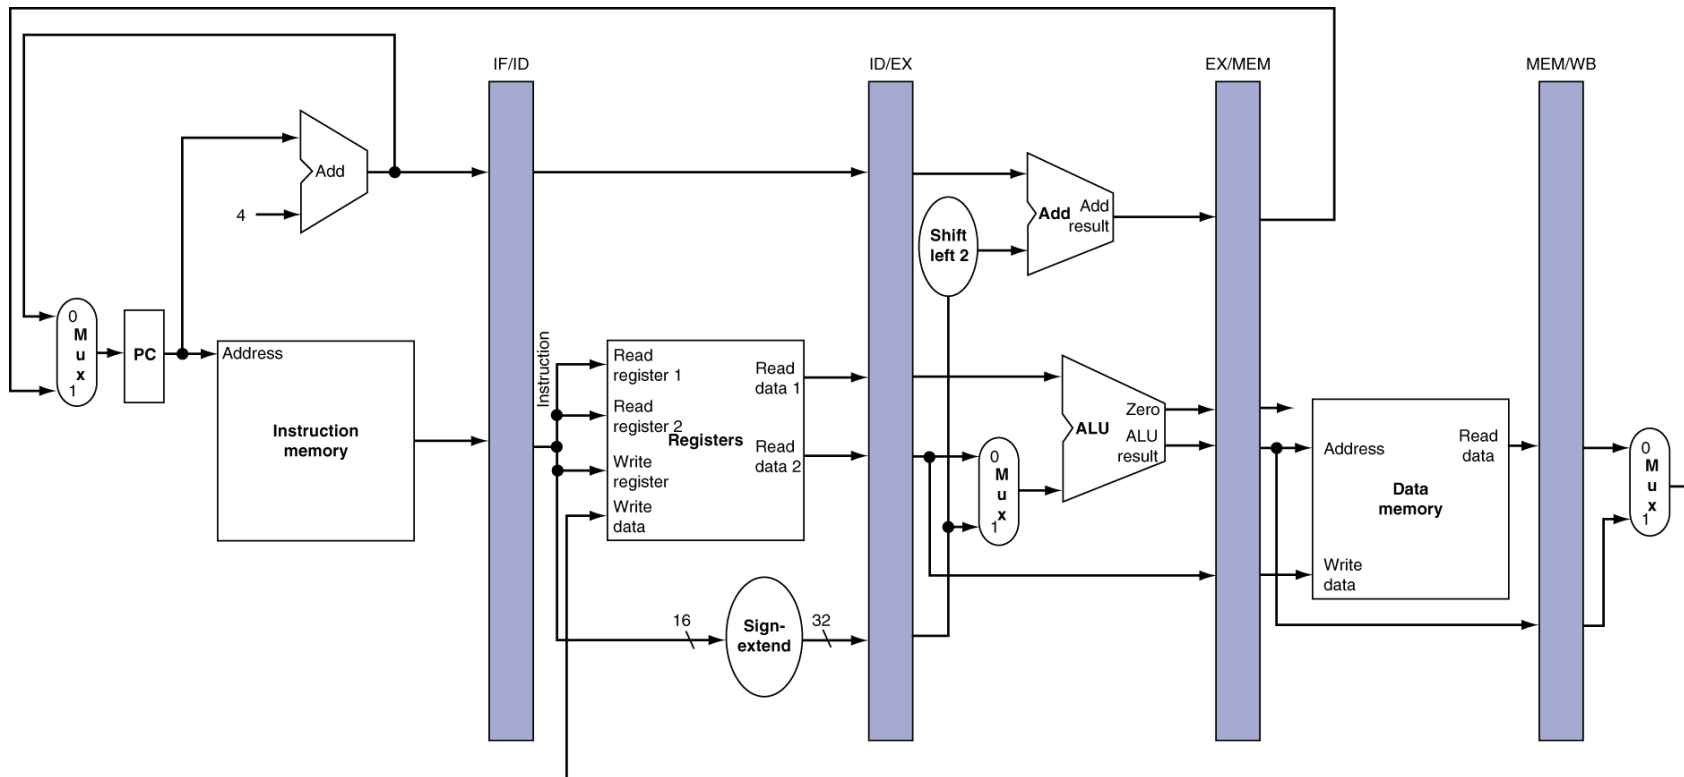 IF/ID
ID/EX
EX/MEM
MEM/WB
Add
4
Add
Add
result
Shift
left 2
0
M
u
x
1
PC
Address
Instruction
memory
Instruction
Read
register 1
Read
register 2
Write
register
Write
data
Registers
Read
data 1
Read
data 2
16
Sign-
extend
32
0
M
u
x
1
ALU
Zero
ALU
result
Address
Read
data
Data
memory
Write
data
0
M
u
x
1